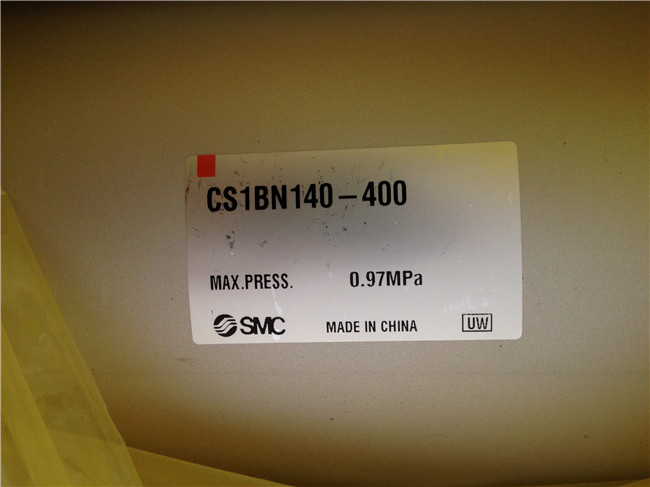 CS1BN140-400
MAX.PRESS. 0.97MPa
SMC MADE IN CHINA UW